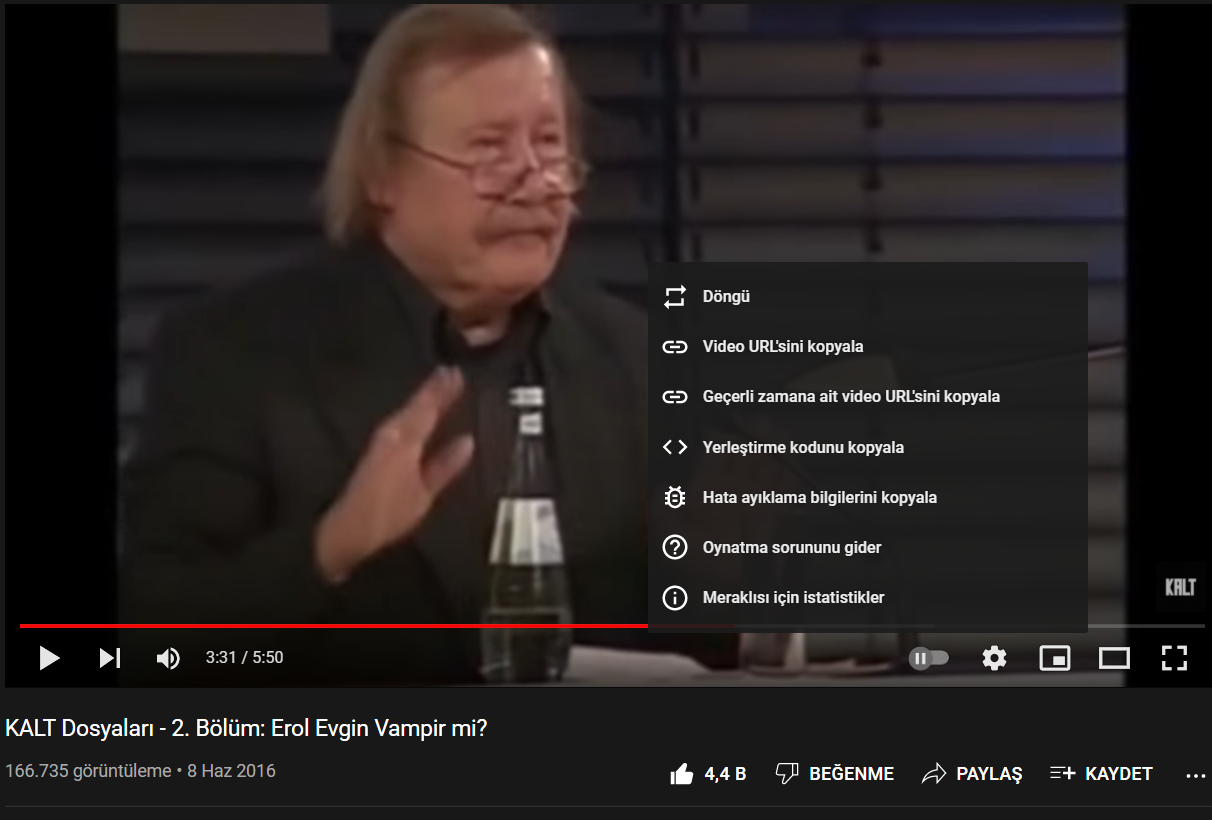 Döngü
Video URL'sini kopyala
Geçerli zamana ait video URL'sini kopyala
Yerleştirme kodunu kopyala
Hata ayıklama bilgilerini kopyala
Oynatma sorununu gider
Meraklısı için istatistikler
KALT
3:31 / 5:50
KALT Dosyaları - 2. Bölüm: Erol Evgin Vampir mi?
166.735 görüntüleme • 8 Haz 2016
4,4 B BEĞENME PAYLAŞ KAYDET